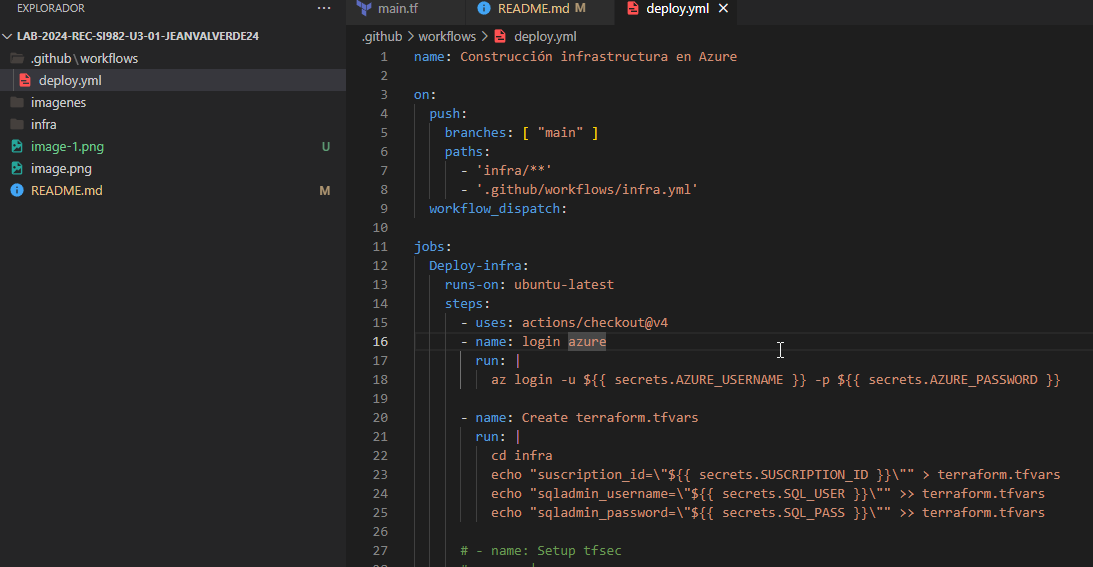 EXPLORADOR ...
LAB-2024-REC-SI982-U3-01-JEANVALVERDE24
.github\workflows
deploy.yml
imagenes
infra
image-1.png U
image.png
README.md M
main.tf README.md M deploy.yml
.github > workflows > deploy.yml
1 name: Construcción infrastructura en Azure
2
3 on:
4 push:
5 branches: [ "main" ]
6 paths:
7 - 'infra/**'
8 - '.github/workflows/infra.yml'
9 workflow_dispatch:
10
11 jobs:
12 Deploy-infra:
13 runs-on: ubuntu-latest
14 steps:
15 - uses: actions/checkout@v4
16 - name: login azure
17 run: |
18 az login -u ${{ secrets.AZURE_USERNAME }} -p ${{ secrets.AZURE_PASSWORD }}
19
20 - name: Create terraform.tfvars
21 run: |
22 cd infra
23 echo "suscription_id=\"${{ secrets.SUSCRIPTION_ID }}\"" > terraform.tfvars
24 echo "sqladmin_username=\"${{ secrets.SQL_USER }}\"" >> terraform.tfvars
25 echo "sqladmin_password=\"${{ secrets.SQL_PASS }}\"" >> terraform.tfvars
26
27 # - name: Setup tfsec